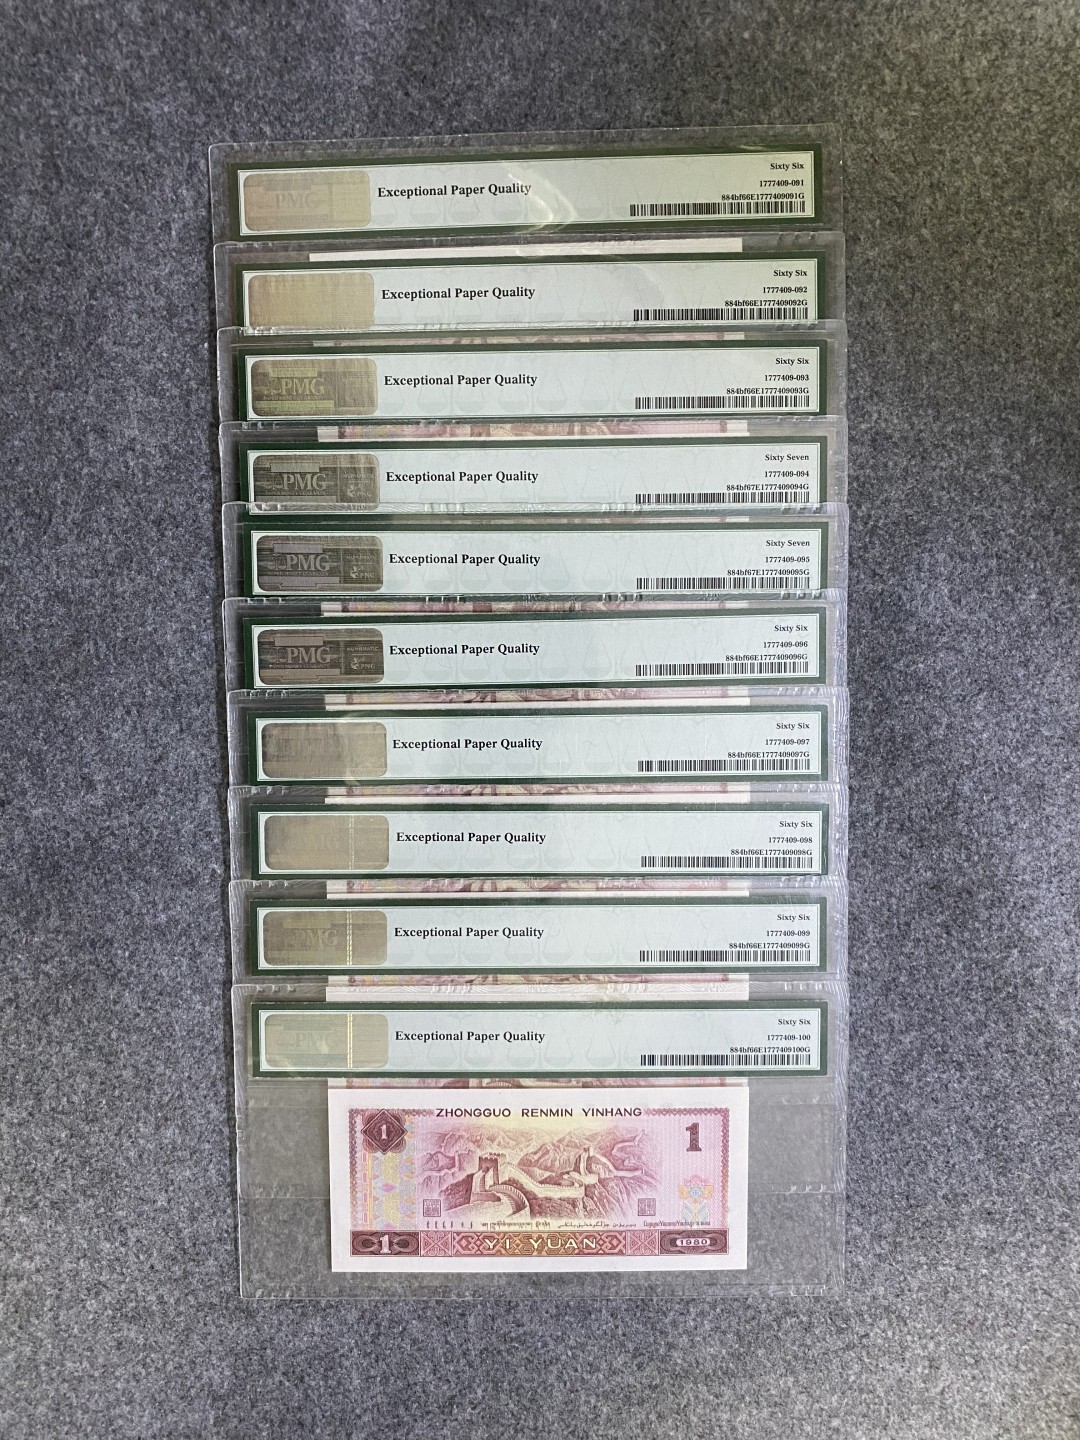 PMG
Exceptional Paper Quality
Sixty Six
1777409-091
884bf66E1777409091G
Exceptional Paper Quality
Sixty Six
1777409-092
884bf66E1777409092G
PMG
Exceptional Paper Quality
Sixty Six
1777409-093
884bf66E1777409093G
PMG
Exceptional Paper Quality
Sixty Seven
1777409-094
884bf67E1777409094G
PMG
PNG
Exceptional Paper Quality
Sixty Seven
1777409-095
884bf67E1777409095G
PMG
PNG
Exceptional Paper Quality
Sixty Six
1777409-096
884bf66E1777409096G
Exceptional Paper Quality
Sixty Six
1777409-097
884bf66E1777409097G
Exceptional Paper Quality
Sixty Six
1777409-098
884bf66E1777409098G
PMG
Exceptional Paper Quality
Sixty Six
1777409-099
884bf66E1777409099G
Exceptional Paper Quality
Sixty Six
1777409-100
884bf66E1777409100G
ZHONGGUO RENMIN YINHANG
1
1
1
YI YUAN
1980